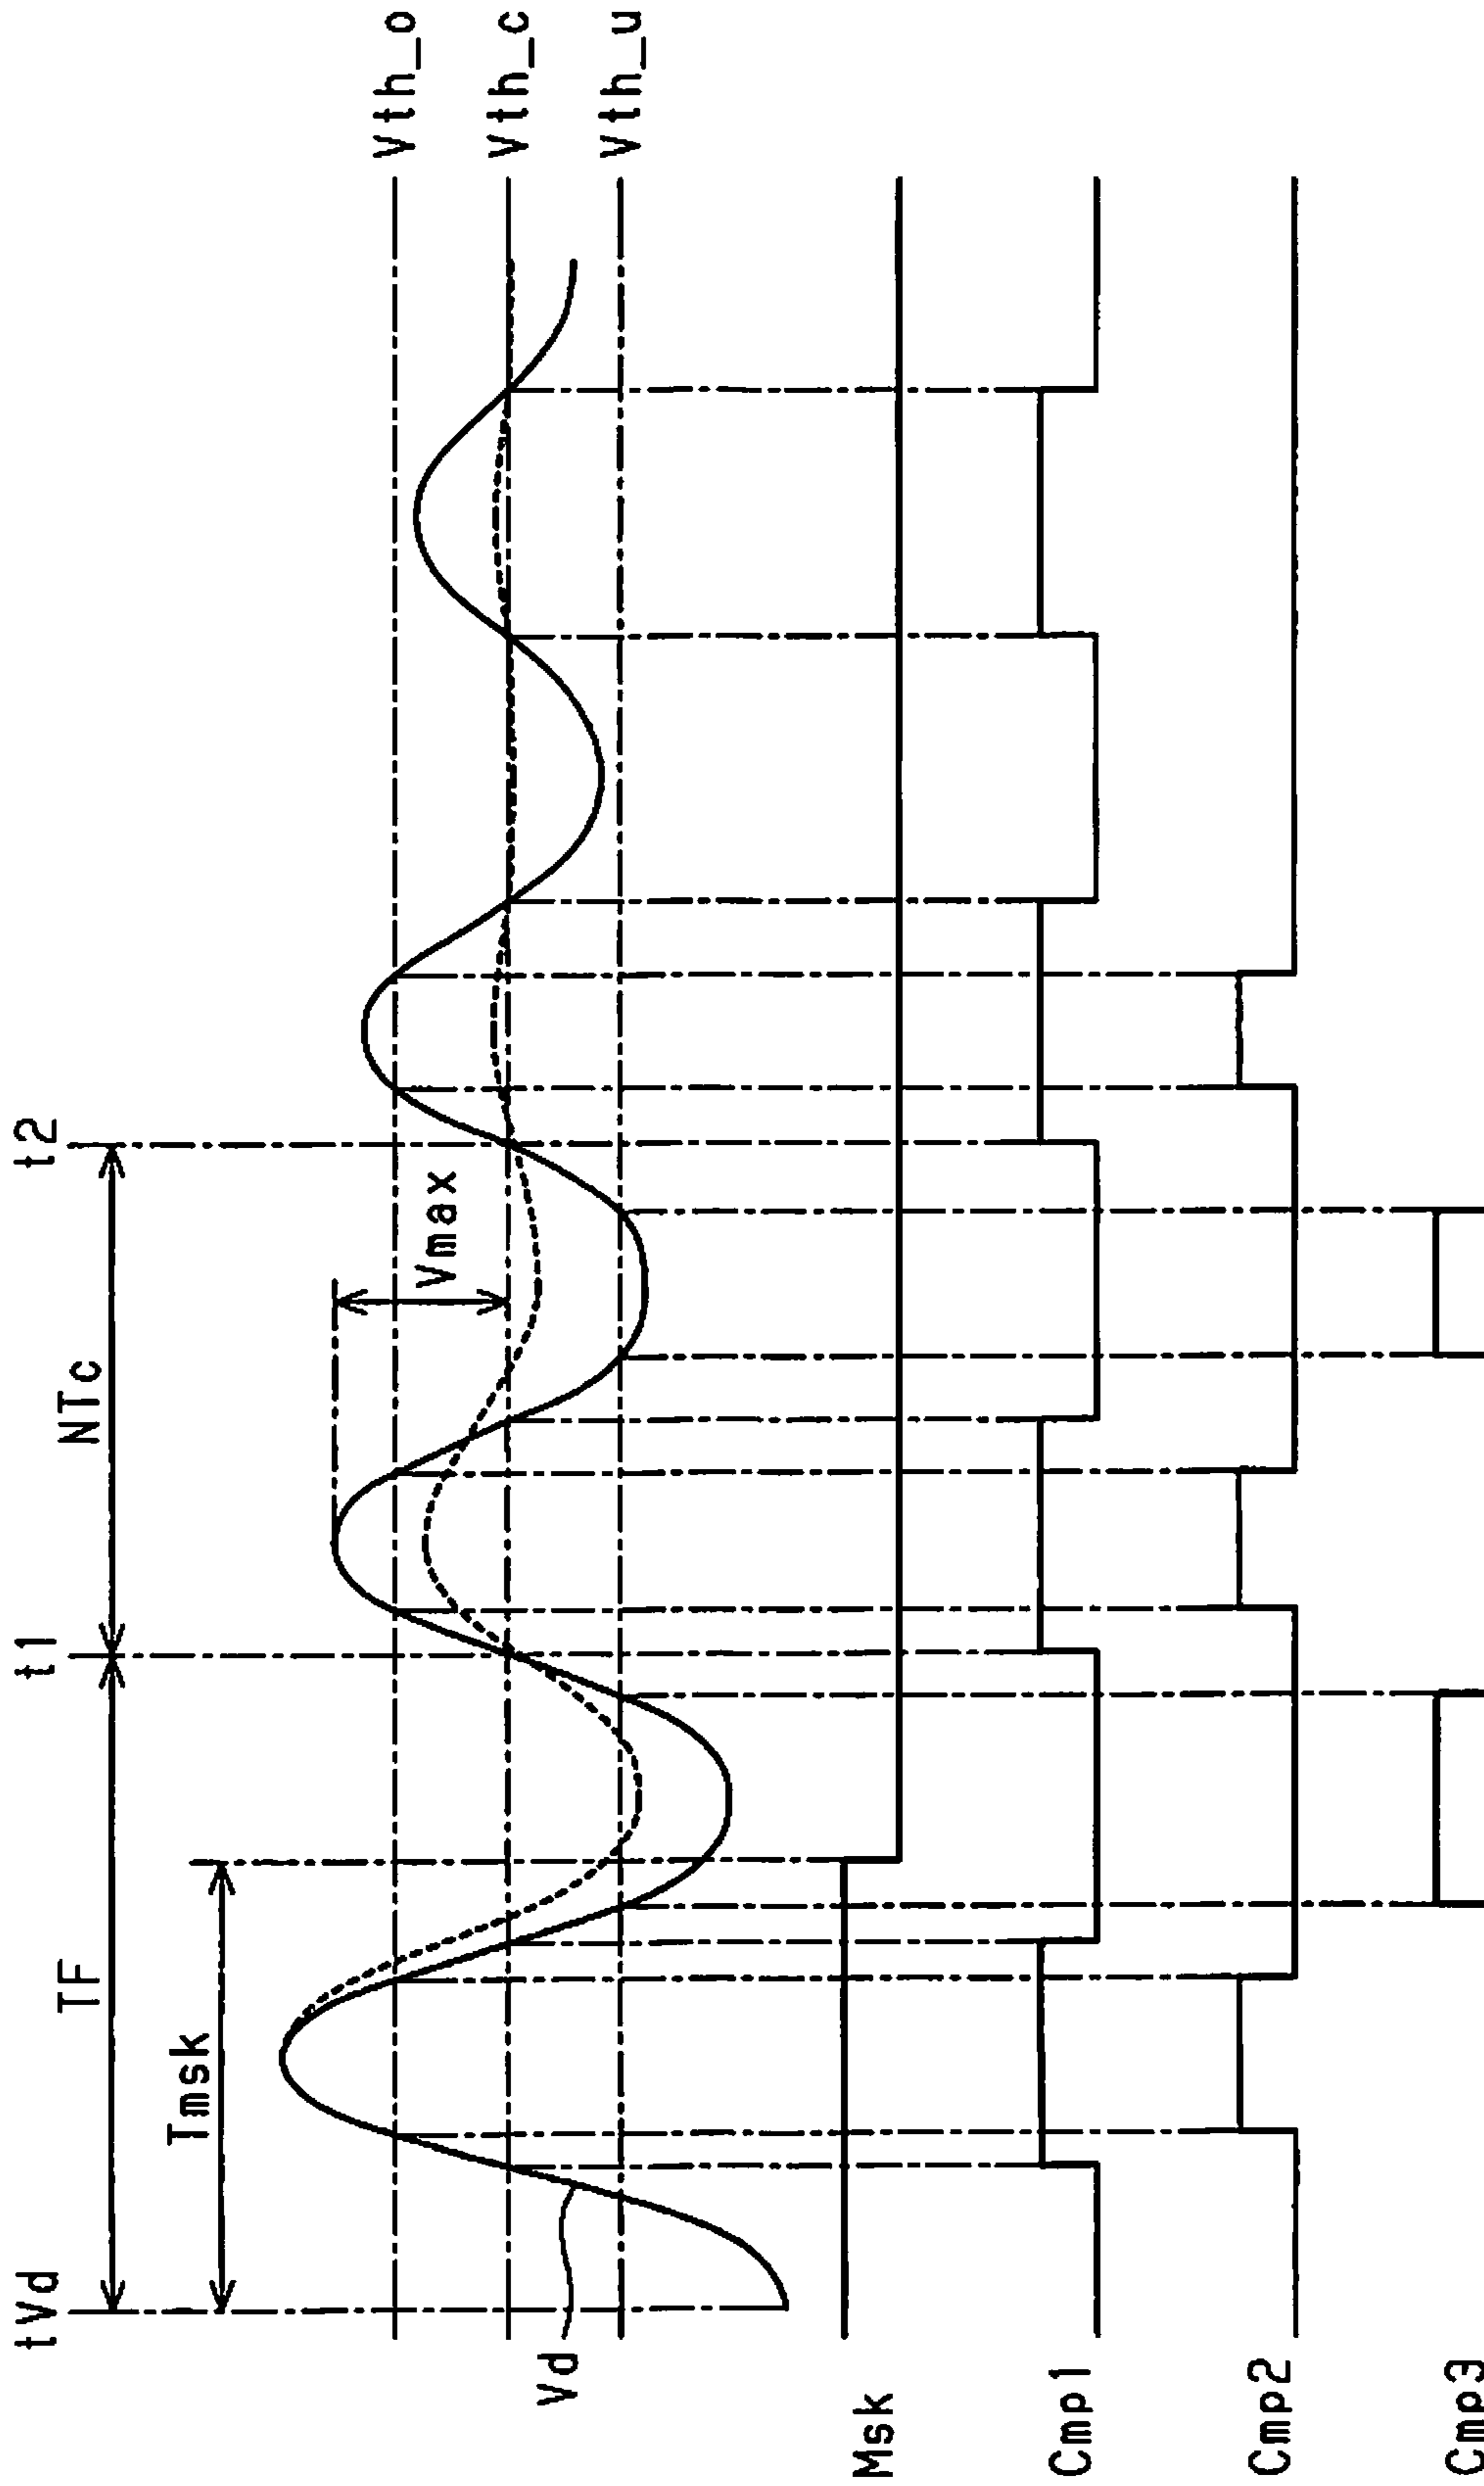 tVd
t1
t2
TF
NTc
Tmsk
Vmax
Vth_o
Vth_c
Vth_u
Vd
Msk
Cmp1
Cmp2
Cmp3